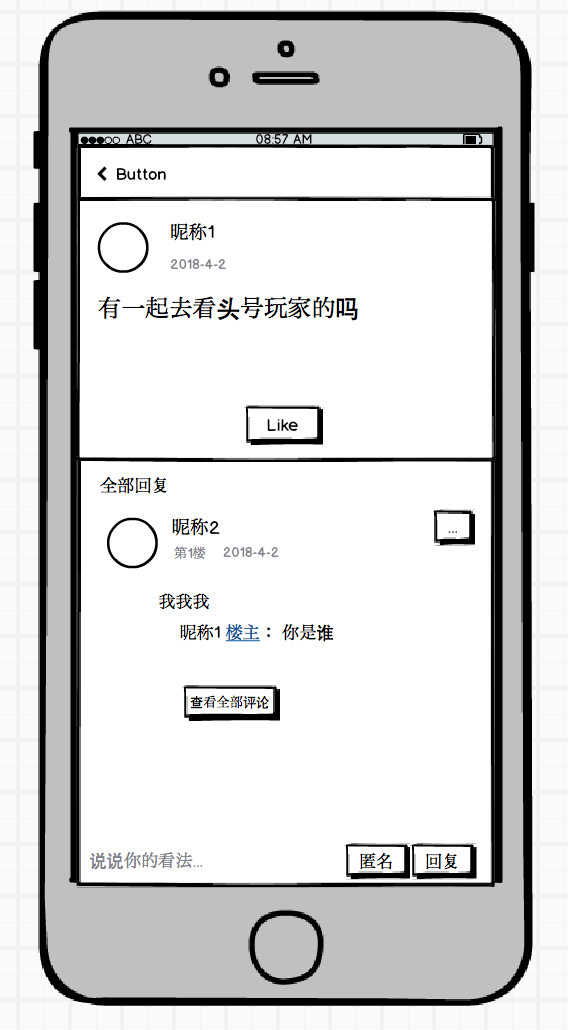 ABC 08:57 AM
Button
昵称1
2018-4-2
有一起去看头号玩家的吗
Like
全部回复
昵称2
...
第1楼 2018-4-2
我我我
昵称1 楼主： 你是谁
查看全部评论
说说你的看法... 匿名 回复